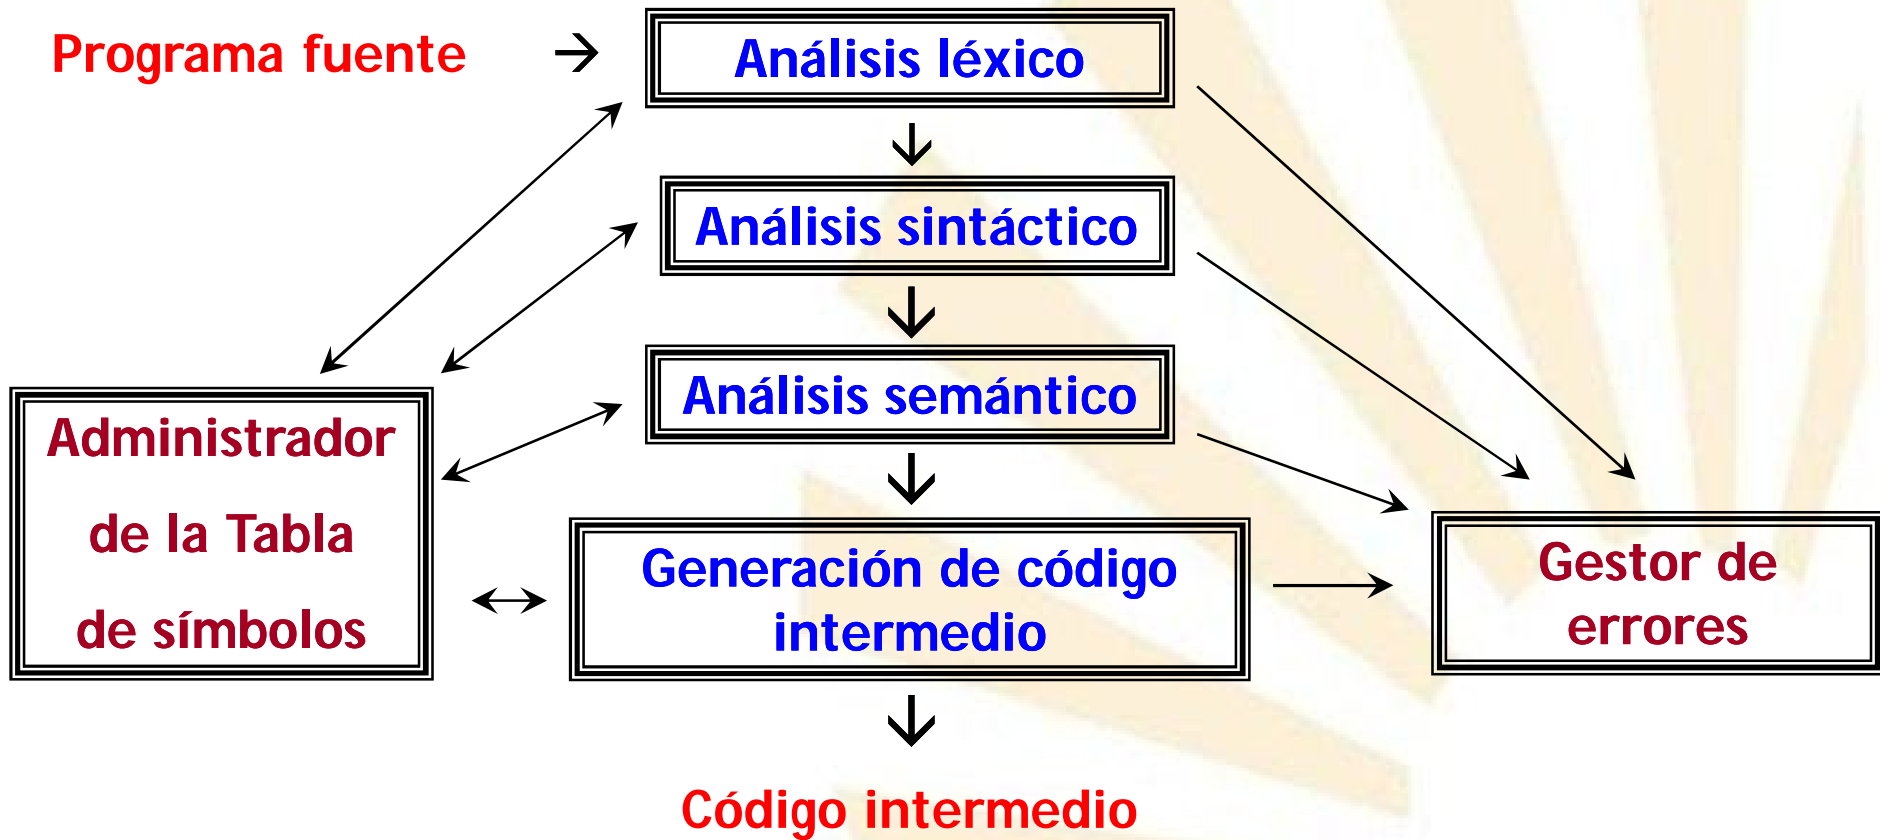 Programa fuente → Análisis léxico
Análisis sintáctico
Análisis semántico
Administrador
de la Tabla
de símbolos
Generación de código
intermedio
Gestor de
errores
Código intermedio